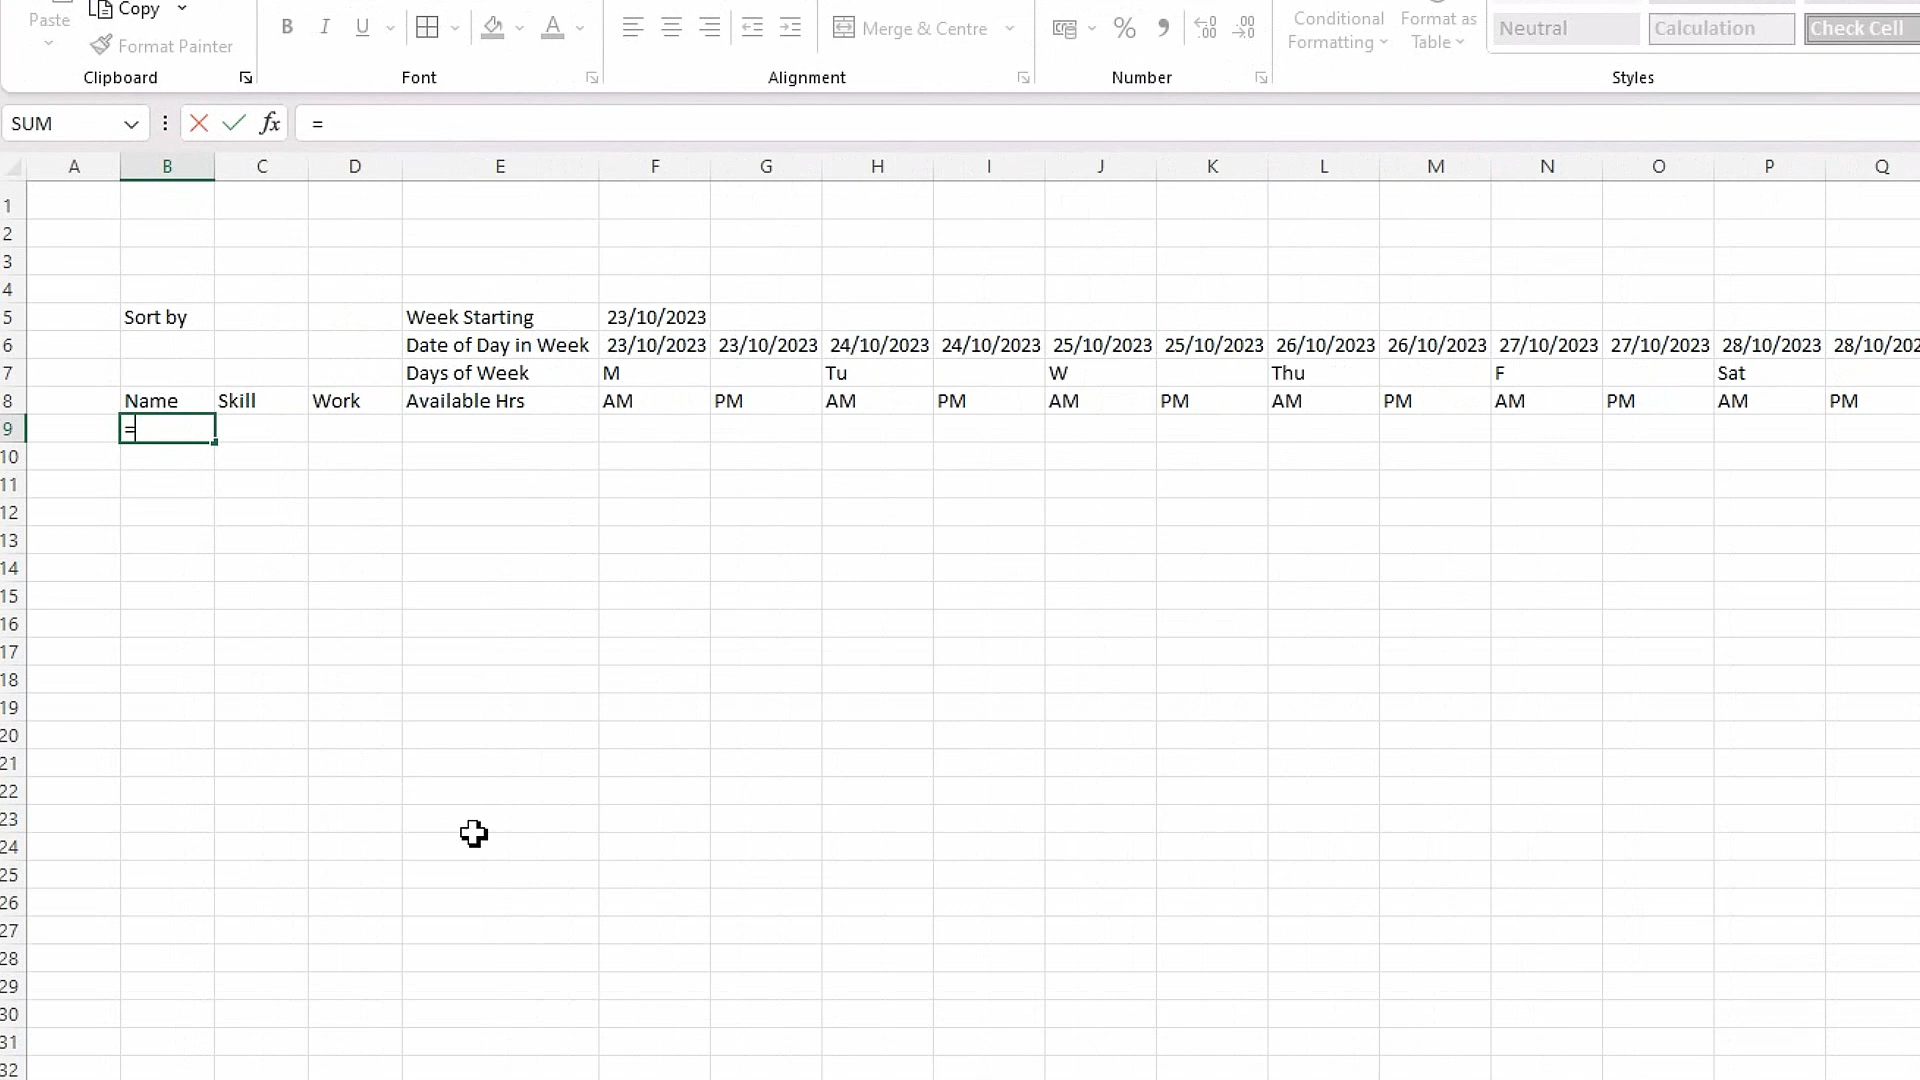 Paste Copy
Format Painter
B I U A
Merge & Centre
%
Conditional Formatting
Format as Table
Neutral Calculation Check Cell
Clipboard Font Alignment Number Styles
SUM fx =
A B C D E F G H I J K L M N O P Q
1
2
3
4
5 Sort by Week Starting 23/10/2023
6 Date of Day in Week 23/10/2023 23/10/2023 24/10/2023 24/10/2023 25/10/2023 25/10/2023 26/10/2023 26/10/2023 27/10/2023 27/10/2023 28/10/2023 28/10/202
7 Days of Week M Tu W Thu F Sat
8 Name Skill Work Available Hrs AM PM AM PM AM PM AM PM AM PM AM PM
9 =
10
11
12
13
14
15
16
17
18
19
20
21
22
23
24
25
26
27
28
29
30
31
32